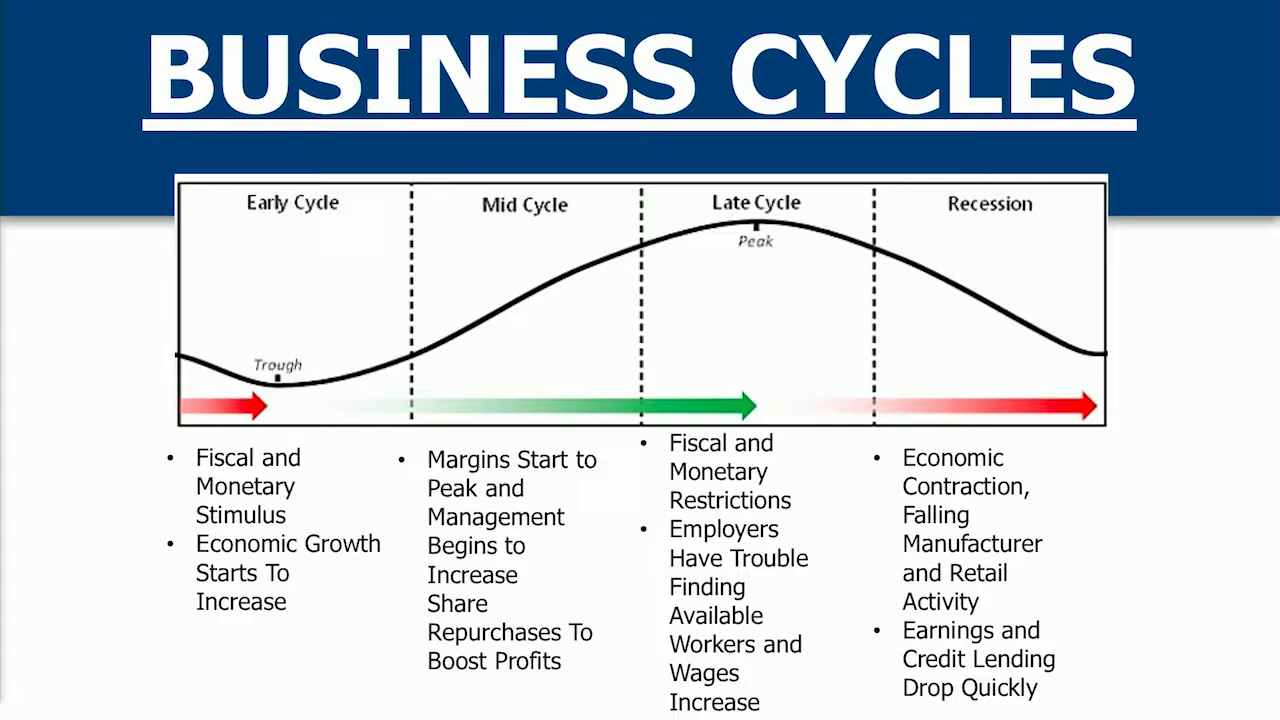 BUSINESS CYCLES
Early Cycle
Mid Cycle
Late Cycle
Recession
Peak
Trough
• Fiscal and
Monetary
Stimulus
• Economic Growth
Starts To
Increase
• Margins Start to
Peak and
Management
Begins to
Increase
Share
Repurchases To
Boost Profits
• Fiscal and
Monetary
Restrictions
• Employers
Have Trouble
Finding
Available
Workers and
Wages
Increase
• Economic
Contraction,
Falling
Manufacturer
and Retail
Activity
• Earnings and
Credit Lending
Drop Quickly